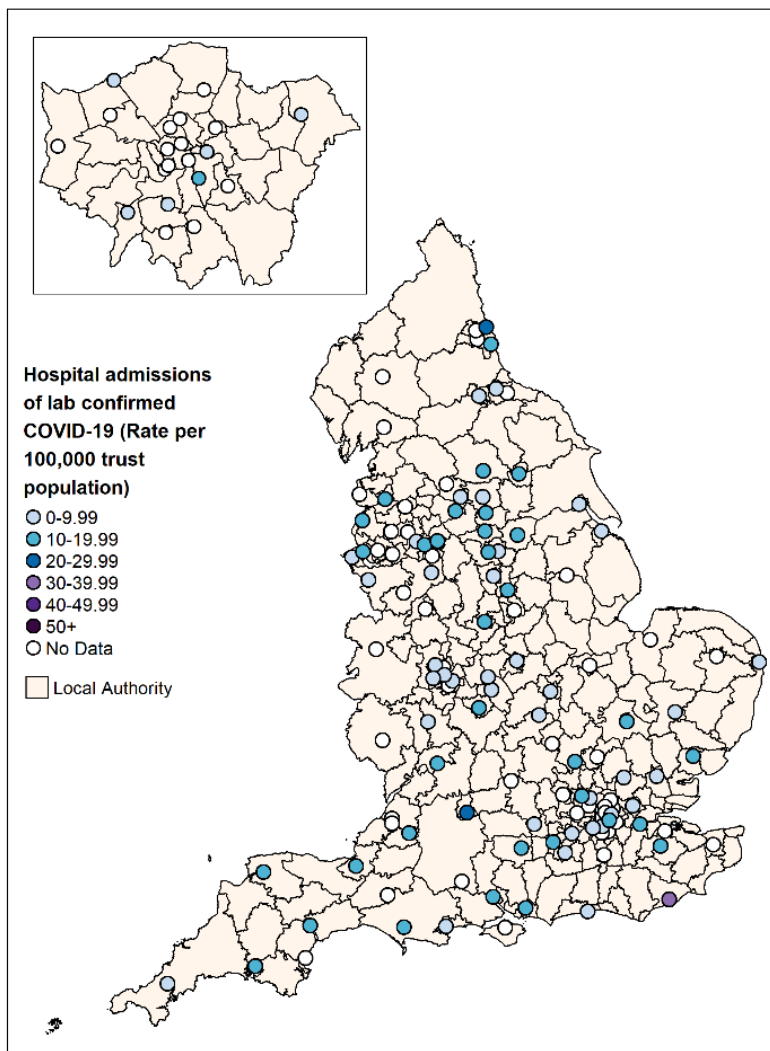 Hospital admissions
of lab confirmed
COVID-19 (Rate per
100,000 trust
population)
0-9.99
10-19.99
20-29.99
30-39.99
40-49.99
50+
No Data
Local Authority